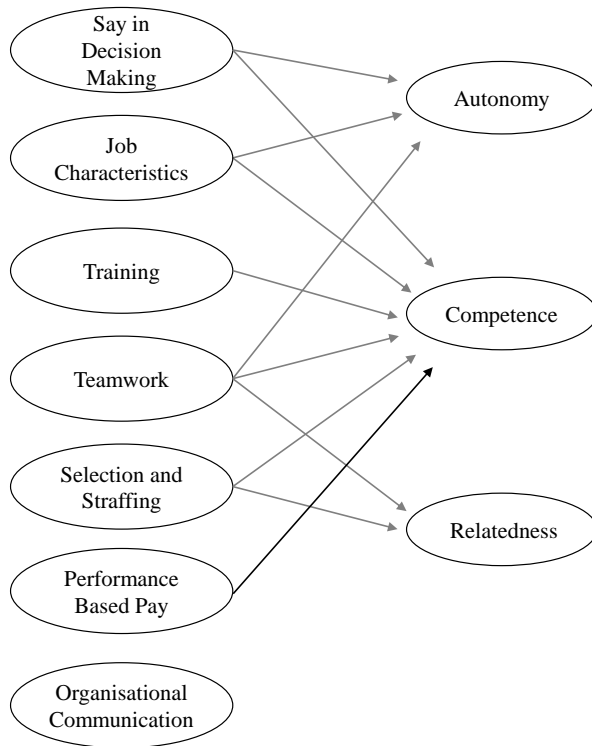 Say in
Decision
Making
Autonomy
Job
Characteristics
Training
Competence
Teamwork
Selection and
Straffing
Relatedness
Performance
Based Pay
Organisational
Communication